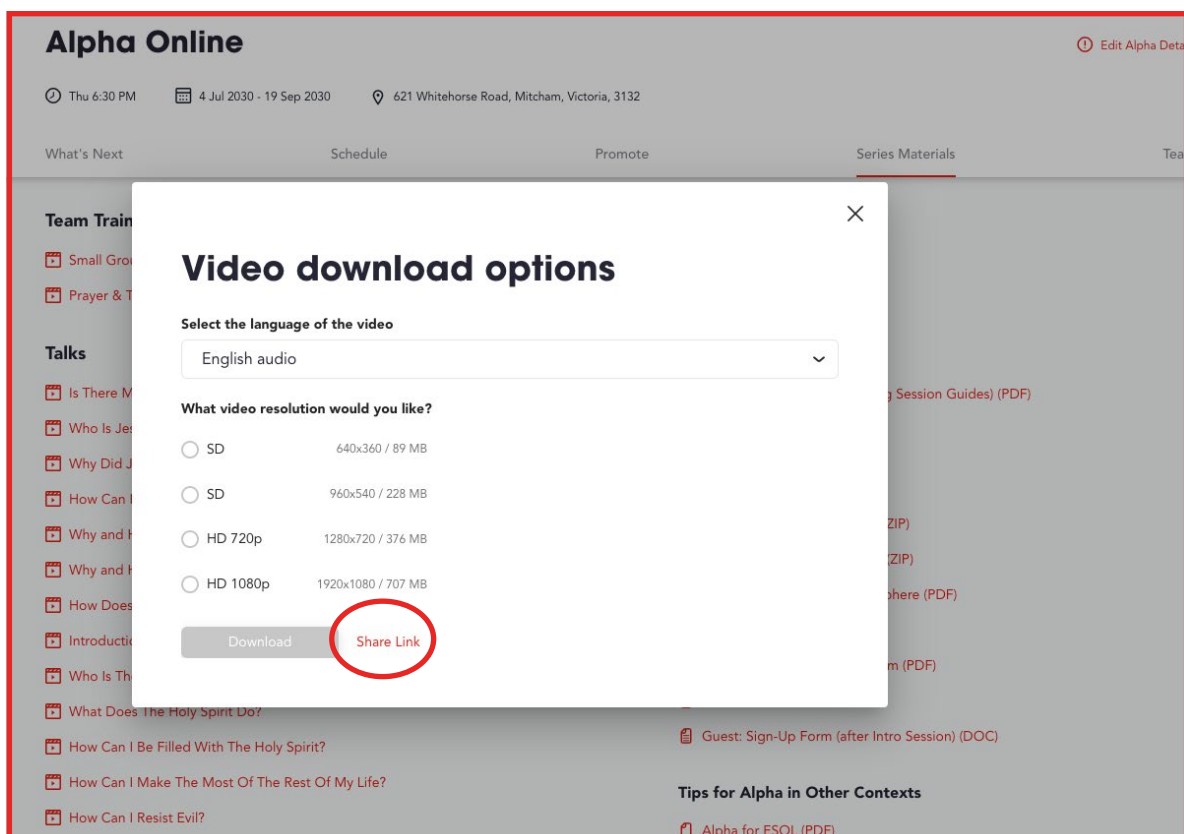 Alpha Online
Edit Alpha Deta
Thu 6:30 PM
4 Jul 2030 - 19 Sep 2030
621 Whitehorse Road, Mitcham, Victoria, 3132
What's Next
Schedule
Promote
Series Materials
Tea
Team Train
Small Grou
Prayer & T
Talks
Is There M
Who Is Jes
Why Did J
How Can I
Why and H
Why and H
How Does
Introductio
Who Is Th
What Does The Holy Spirit Do?
How Can I Be Filled With The Holy Spirit?
How Can I Make The Most Of The Rest Of My Life?
How Can I Resist Evil?
Video download options
Select the language of the video
English audio
What video resolution would you like?
SD 640x360 / 89 MB
SD 960x540 / 228 MB
HD 720p 1280x720 / 376 MB
HD 1080p 1920x1080 / 707 MB
Download
Share Link
g Session Guides) (PDF)
ZIP)
(ZIP)
phere (PDF)
m (PDF)
Guest: Sign-Up Form (after Intro Session) (DOC)
Tips for Alpha in Other Contexts
Alpha for ESOL (PDF)